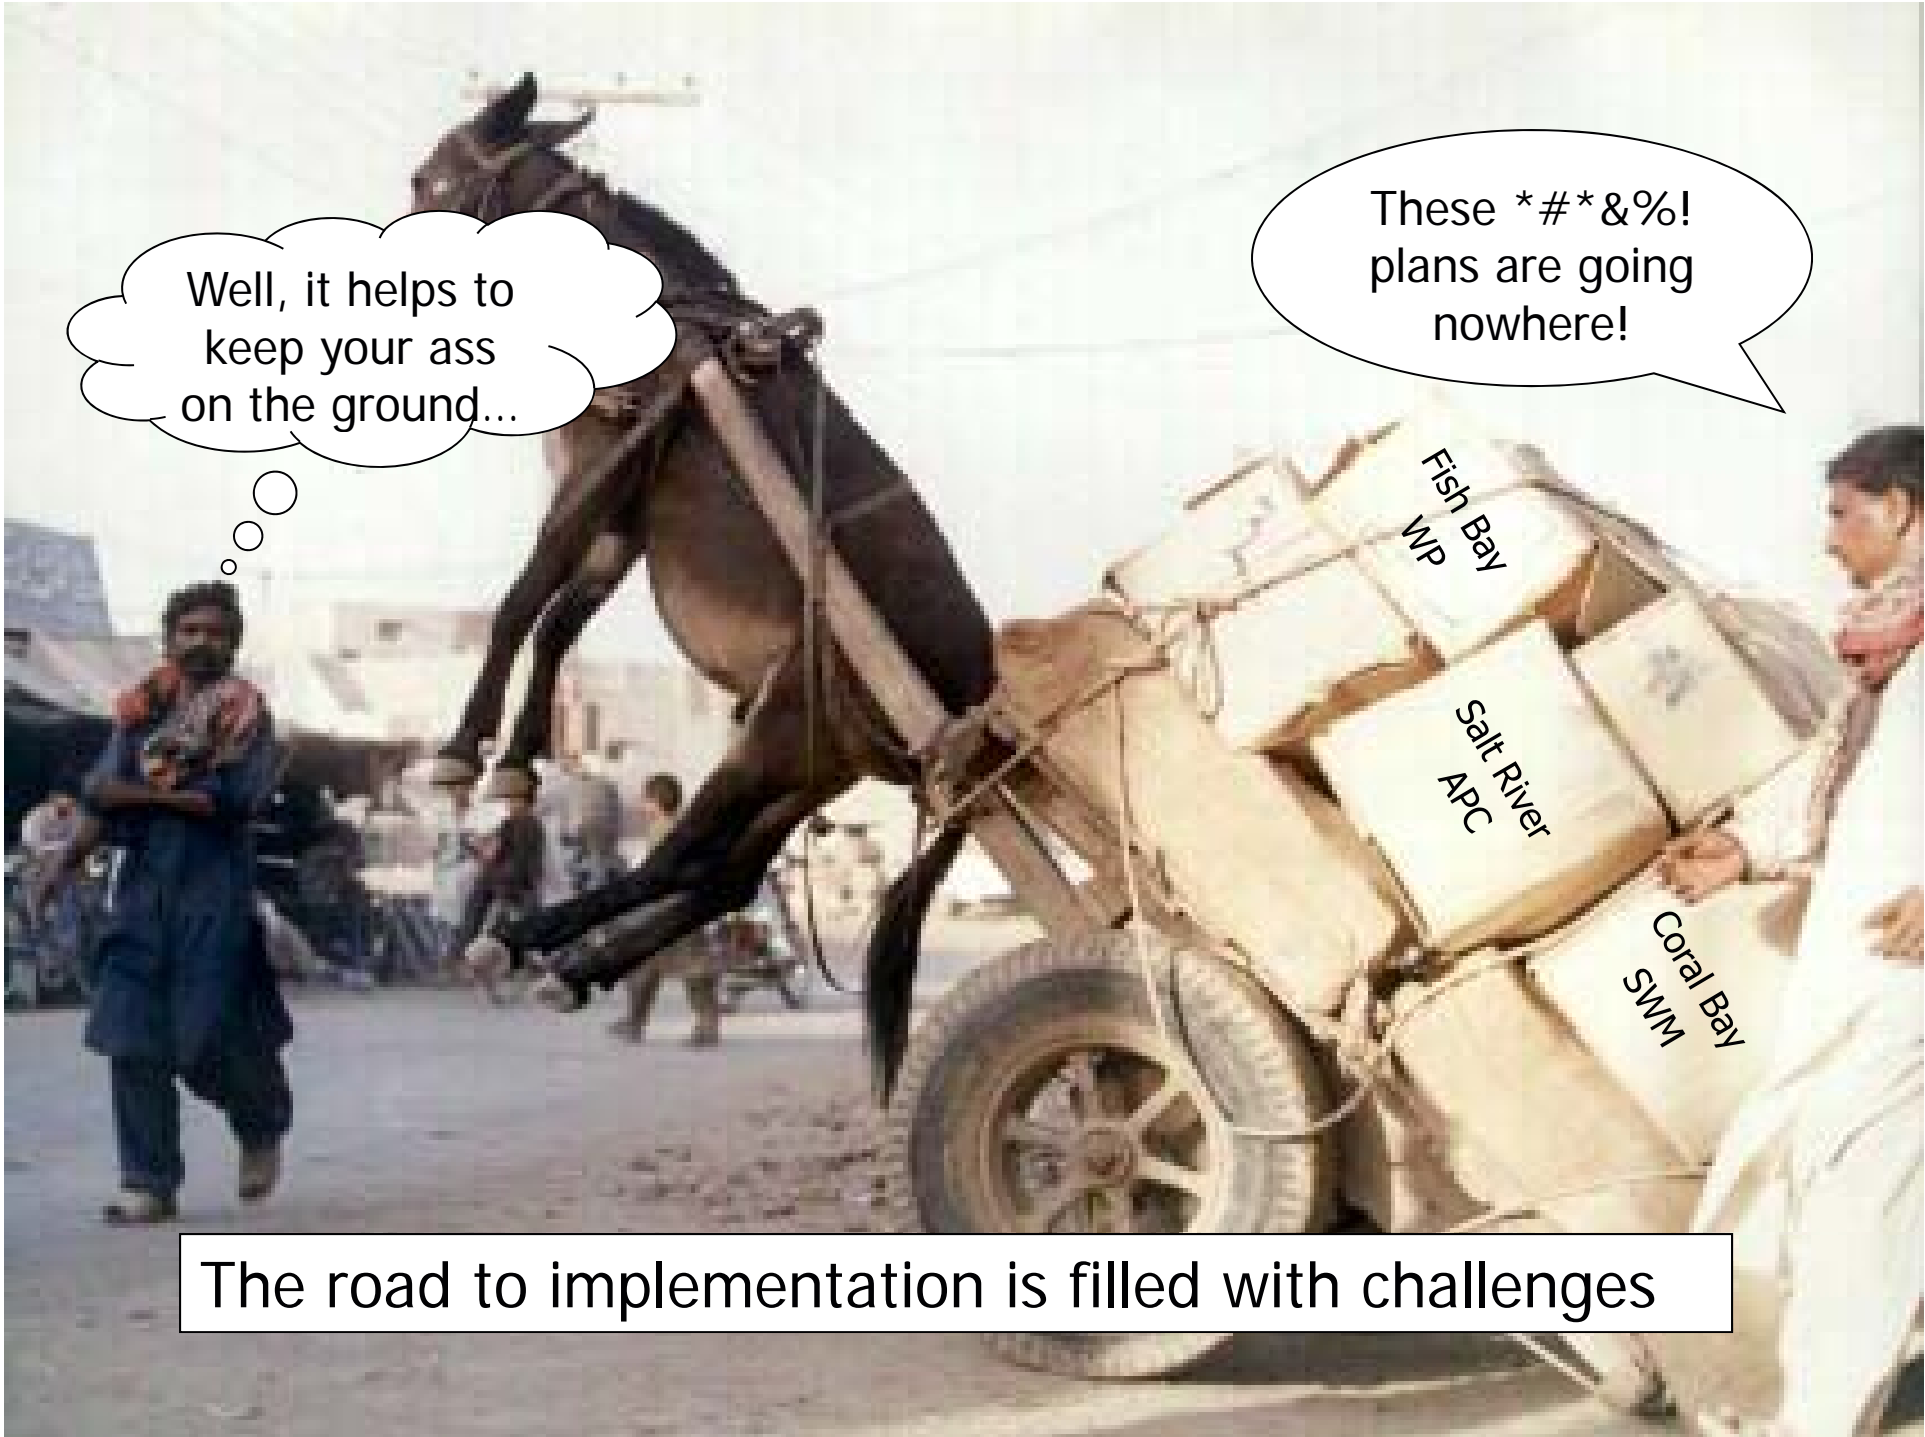 Well, it helps to
keep your ass
on the ground...
These *#*&%!
plans are going
nowhere!
Fish Bay
WP
Salt River
APC
Coral Bay
SWM
The road to implementation is filled with challenges